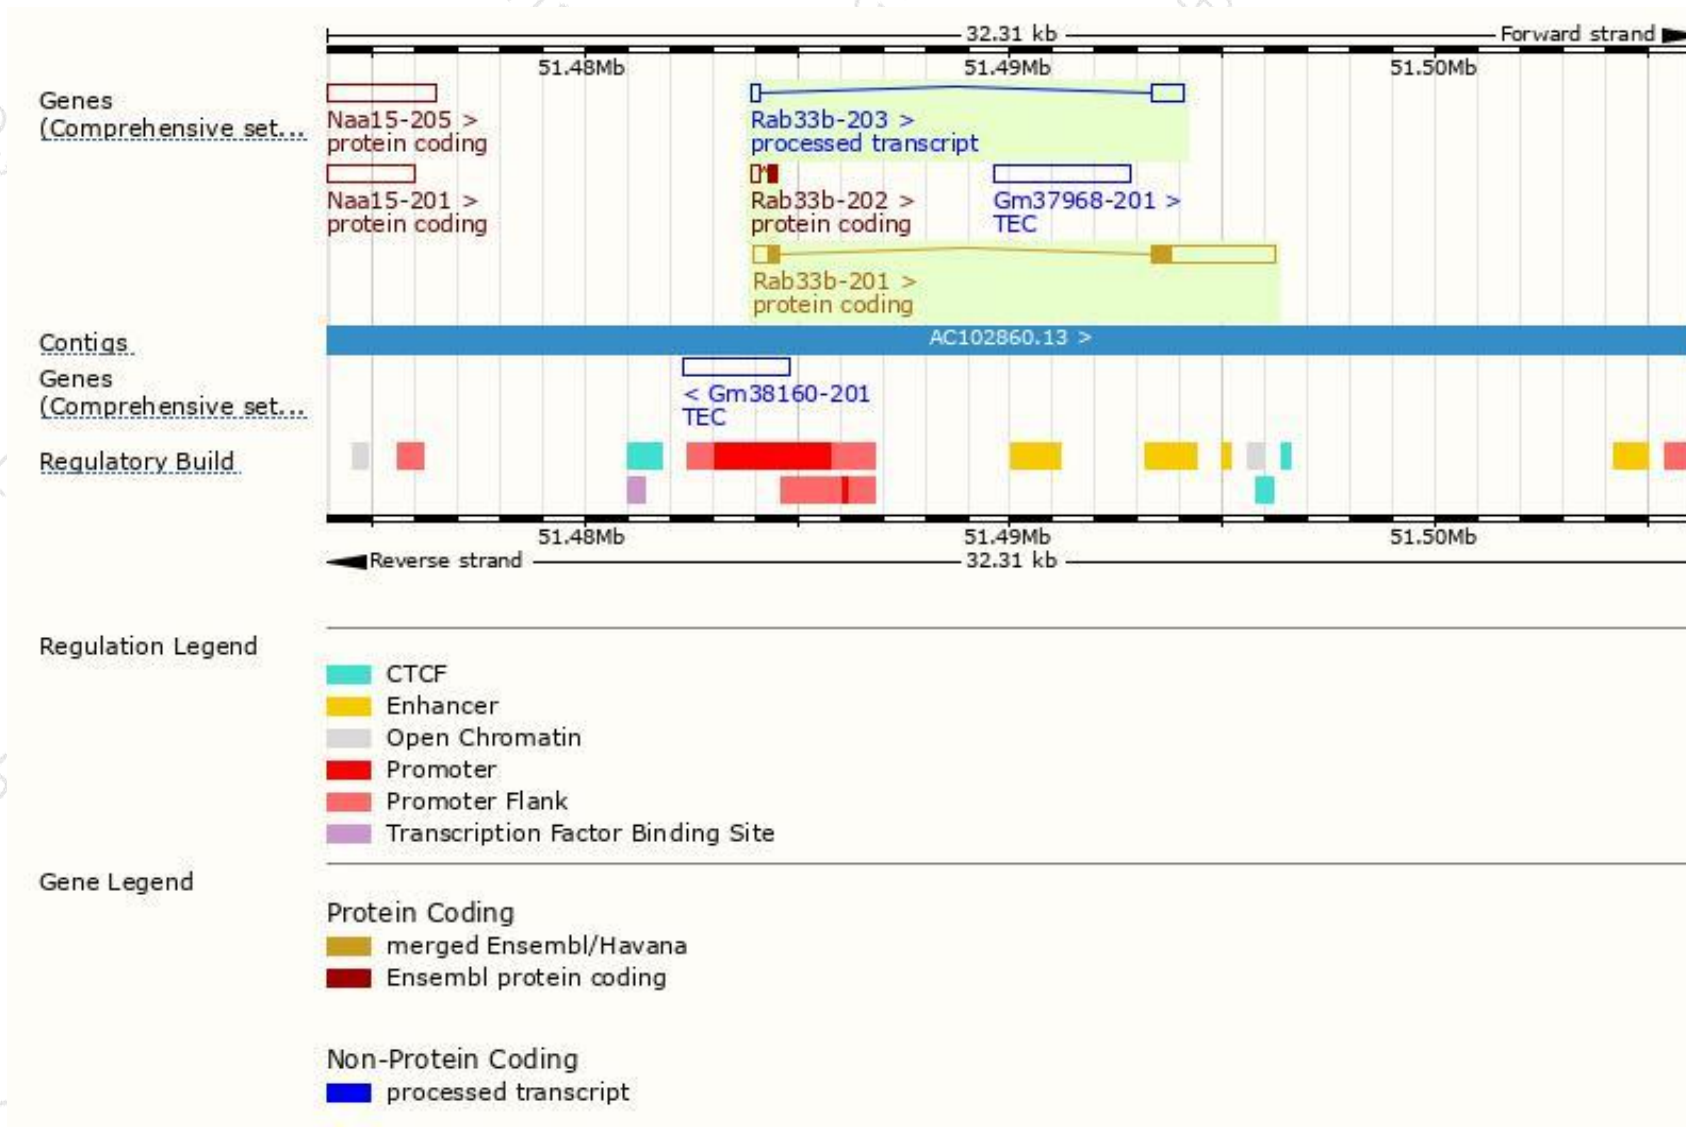 32.31 kb Forward strand
51.48Mb 51.49Mb 51.50Mb
Genes
(Comprehensive set...
Naa15-205 > Rab33b-203 >
protein coding processed transcript
Naa15-201 > Rab33b-202 > Gm37968-201 >
protein coding protein coding TEC
Rab33b-201 >
protein coding
Contigs AC102860.13 >
Genes
(Comprehensive set...
< Gm38160-201
TEC
Regulatory Build
51.48Mb 51.49Mb 51.50Mb
Reverse strand 32.31 kb
Regulation Legend
CTCF
Enhancer
Open Chromatin
Promoter
Promoter Flank
Transcription Factor Binding Site
Gene Legend
Protein Coding
merged Ensembl/Havana
Ensembl protein coding
Non-Protein Coding
processed transcript